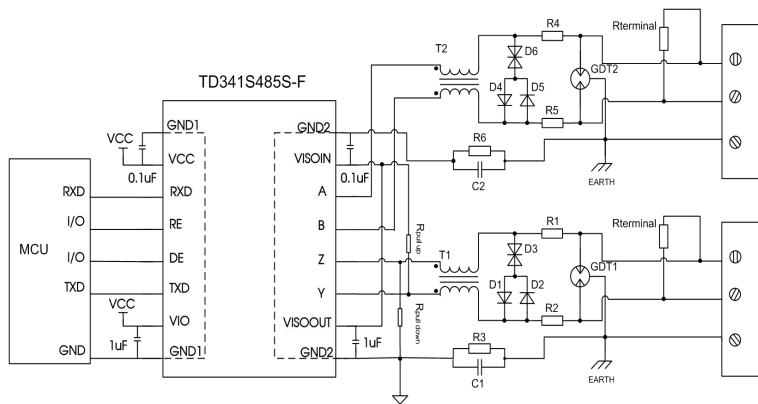 TD341S485S-F
MCU
RXD
I/O
I/O
TXD
GND
VCC
0.1uF
VCC
1uF
GND1
VCC
RXD
RE
DE
TXD
VIO
GND1
GND2
VISOIN
A
B
Z
Y
VISOOUT
GND2
0.1uF
1uF
Rpull up
Rpull down
T2
R4
D6
D4
D5
R5
GDT2
Rterminal
R6
C2
EARTH
T1
R1
D3
D1
D2
R2
GDT1
Rterminal
R3
C1
EARTH